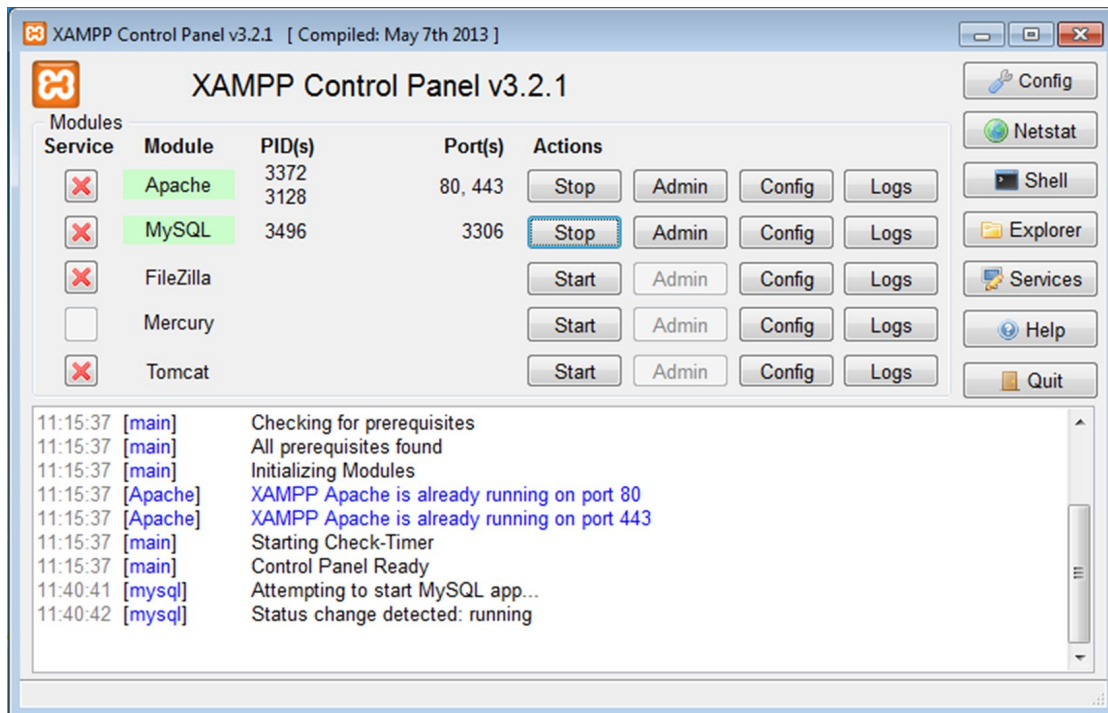 XAMPP Control Panel v3.2.1 [ Compiled: May 7th 2013 ]
XAMPP Control Panel v3.2.1
Config
Modules
Service Module PID(s) Port(s) Actions
Netstat
Apache 3372 3128 80, 443 Stop Admin Config Logs
Shell
MySQL 3496 3306 Stop Admin Config Logs
Explorer
FileZilla Start Admin Config Logs
Services
Mercury Start Admin Config Logs
Help
Tomcat Start Admin Config Logs
Quit
11:15:37 [main] Checking for prerequisites
11:15:37 [main] All prerequisites found
11:15:37 [main] Initializing Modules
11:15:37 [Apache] XAMPP Apache is already running on port 80
11:15:37 [Apache] XAMPP Apache is already running on port 443
11:15:37 [main] Starting Check-Timer
11:15:37 [main] Control Panel Ready
11:40:41 [mysql] Attempting to start MySQL app...
11:40:42 [mysql] Status change detected: running